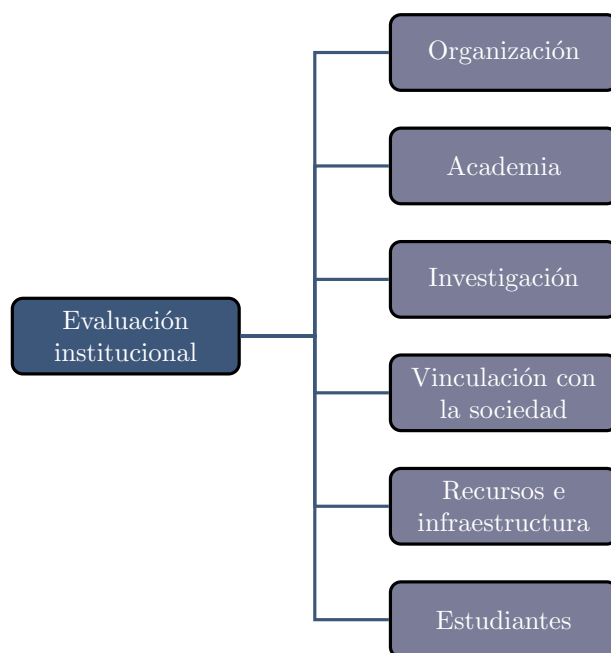 Organización
Academia
Investigación
Evaluación
institucional
Vinculación con
la sociedad
Recursos e
infraestructura
Estudiantes